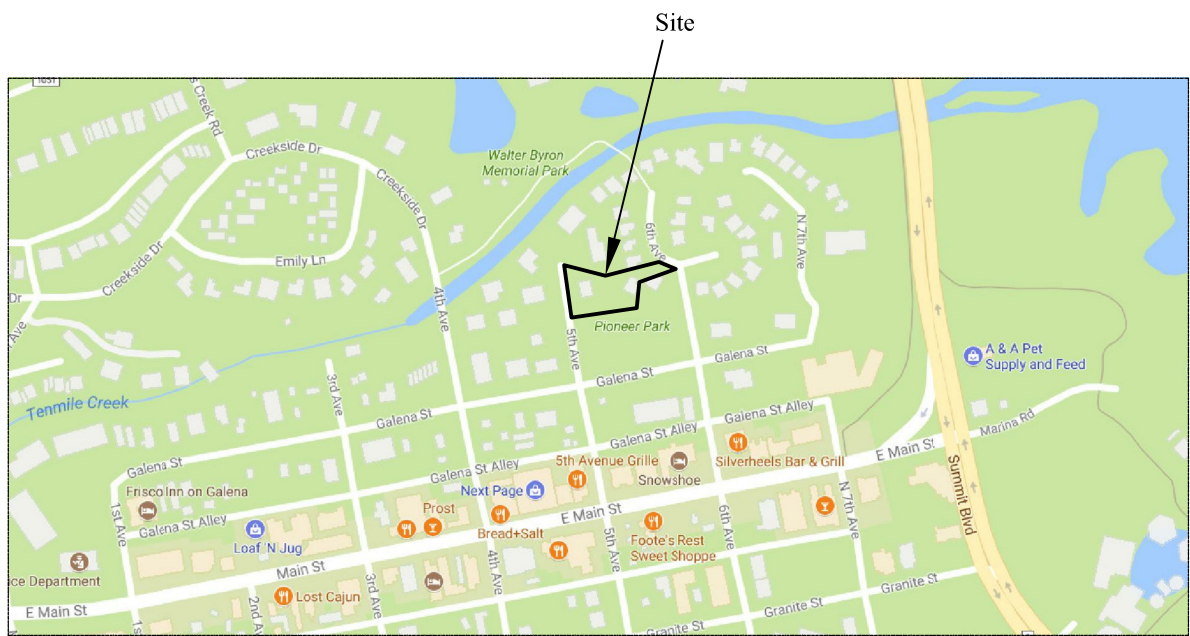 Site
1031
s Creek Rd
Creekside Dr
Walter Byron
Memorial Park
Creekside Dr
6th Ave
N 7th Ave
Emily Ln
Creekside Dr
Dr
Ave
4th Ave
Pioneer Park
5th Ave
Galena St
A & A Pet
Supply and Feed
3rd Ave
Galena St
Tenmile Creek
Galena St
Galena St Alley
Galena St Alley
Marina Rd
E Main St
Galena St
Galena St Alley
5th Avenue Grille
Silverheels Bar & Grill
Snowshoe
Summit Blvd
Frisco Inn on Galena
Next Page
N 7th Ave
1st Ave
Galena St Alley
Prost
E Main St
6th Ave
Bread+Salt
5th Ave
Foote's Rest
Sweet Shoppe
Loaf 'N Jug
4th Ave
ice Department
Main St
3rd Ave
Granite St
Lost Cajun
E Main St
2nd Av
Granite St
1s